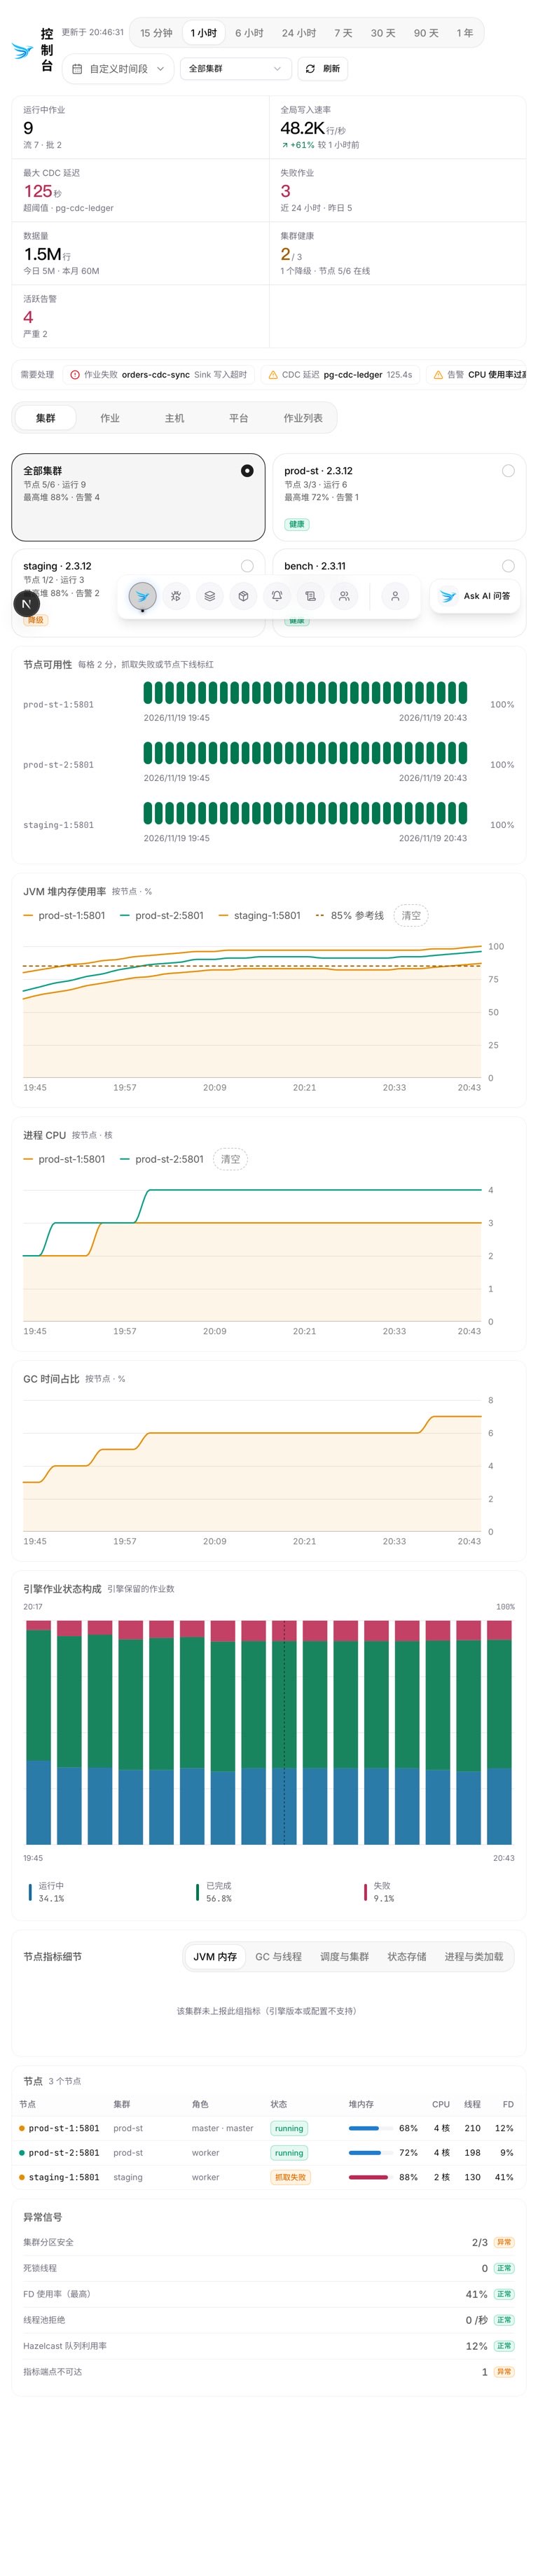 控制台
更新于 20:46:31
15 分钟 1 小时 6 小时 24 小时 7 天 30 天 90 天 1 年
自定义时间段 全部集群 刷新
运行中作业
9
流 7 · 批 2
全局写入速率
48.2K行/秒
+61% 较 1 小时前
最大 CDC 延迟
125秒
超阈值 · pg-cdc-ledger
失败作业
3
近 24 小时 · 昨日 5
数据量
1.5M行
今日 5M · 本月 60M
集群健康
2 / 3
1 个降级 · 节点 5/6 在线
活跃告警
4
严重 2
需要处理 作业失败 orders-cdc-sync Sink 写入超时 CDC 延迟 pg-cdc-ledger 125.4s 告警 CPU 使用率过高
集群 作业 主机 平台 作业列表
全部集群
节点 5/6 · 运行 9
最高堆 88% · 告警 4
prod-st · 2.3.12
节点 3/3 · 运行 6
最高堆 72% · 告警 1
健康
staging · 2.3.12
节点 1/2 · 运行 3
最高堆 88% · 告警 2
降级
bench · 2.3.11
健康
N
Ask AI 问答
节点可用性 每格 2 分，抓取失败或节点下线标红
prod-st-1:5801 100%
2026/11/19 19:45 2026/11/19 20:43
prod-st-2:5801 100%
2026/11/19 19:45 2026/11/19 20:43
staging-1:5801 100%
2026/11/19 19:45 2026/11/19 20:43
JVM 堆内存使用率 按节点 · %
prod-st-1:5801 prod-st-2:5801 staging-1:5801 85% 参考线 清空
100
75
50
25
0
19:45 19:57 20:09 20:21 20:33 20:43
进程 CPU 按节点 · 核
prod-st-1:5801 prod-st-2:5801 清空
4
3
2
1
0
19:45 19:57 20:09 20:21 20:33 20:43
GC 时间占比 按节点 · %
8
6
4
2
0
19:45 19:57 20:09 20:21 20:33 20:43
引擎作业状态构成 引擎保留的作业数
20:17 100%
19:45 20:43
运行中
34.1%
已完成
56.8%
失败
9.1%
节点指标细节 JVM 内存 GC 与线程 调度与集群 状态存储 进程与类加载
该集群未上报此组指标（引擎版本或配置不支持）
节点 3 个节点
节点 集群 角色 状态 堆内存 CPU 线程 FD
prod-st-1:5801 prod-st master · master running 68% 4 核 210 12%
prod-st-2:5801 prod-st worker running 72% 4 核 198 9%
staging-1:5801 staging worker 抓取失败 88% 2 核 130 41%
异常信号
集群分区安全 2/3 异常
死锁线程 0 正常
FD 使用率（最高） 41% 正常
线程池拒绝 0 /秒 正常
Hazelcast 队列利用率 12% 正常
指标端点不可达 1 异常